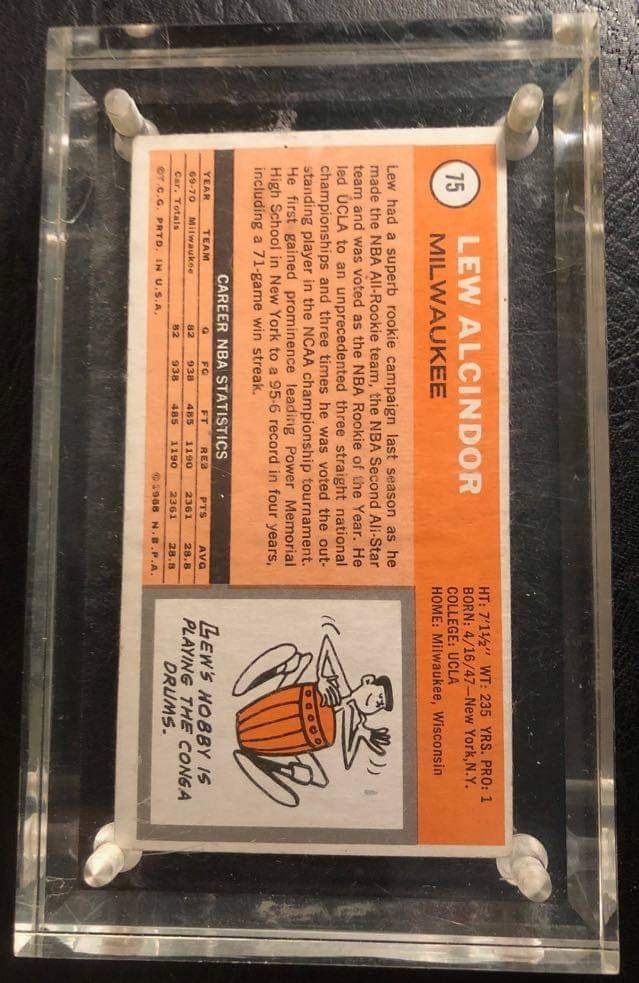 75
LEW ALCINDOR
MILWAUKEE
HT: 7'1½" WT: 235 YRS. PRO: 1
BORN: 4/16/47—New York, N.Y.
COLLEGE: UCLA
HOME: Milwaukee, Wisconsin
Lew had a superb rookie campaign last season as he
made the NBA All-Rookie team, the NBA Second All-Star
team and was voted as the NBA Rookie of the Year. He
led UCLA to an unprecedented three straight national
championships and three times he was voted the out-
standing player in the NCAA championship tournament.
He first gained prominence leading Power Memorial
High School in New York to a 95-6 record in four years,
including a 71-game win streak.
CAREER NBA STATISTICS
YEAR TEAM G FG FT REB PTS AVG
69-70 Milwaukee 82 938 485 1190 2361 28.8
Car. Totals 82 938 485 1190 2361 28.8
©T.C.G. PRTD. IN U.S.A. ©1968 N.B.P.A.
LEW'S HOBBY IS
PLAYING THE CONGA
DRUMS.